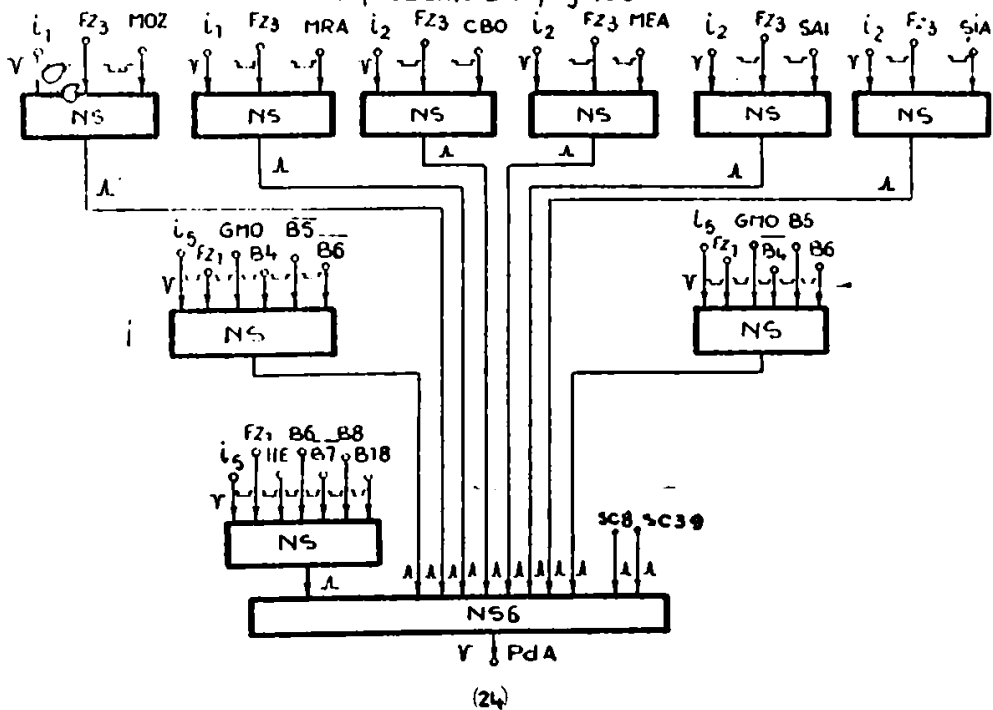 i1 FZ3 MOZ i1 FZ3 MRA i2 FZ3 CBO i2 FZ3 MEA i2 FZ3 SAI i2 FZ3 SIA
NS NS NS NS NS NS
i5 FZ1 GMO B4 B5 B6
NS
i5 FZ1 GMO B4 B5 B6
NS
i5 FZ1 IIE B6 B7 B8 B18
NS
SC8 SC39
NS6
PdA
(24)